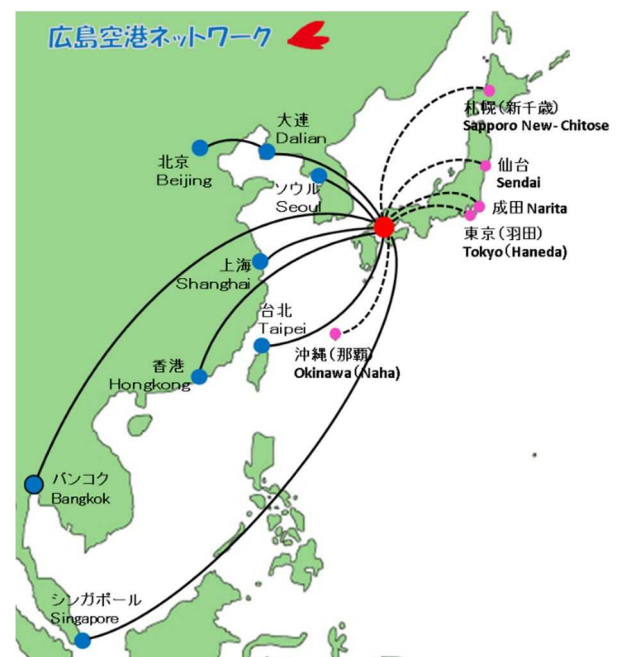 広島空港ネットワーク
札幌(新千歳)
Sapporo New-Chitose
大連
Dalian
北京
Beijing
仙台
Sendai
ソウル
Seoul
成田 Narita
東京(羽田)
Tokyo(Haneda)
上海
Shanghai
台北
Taipei
沖縄(那覇)
Okinawa(Naha)
香港
Hongkong
バンコク
Bangkok
シンガポール
Singapore